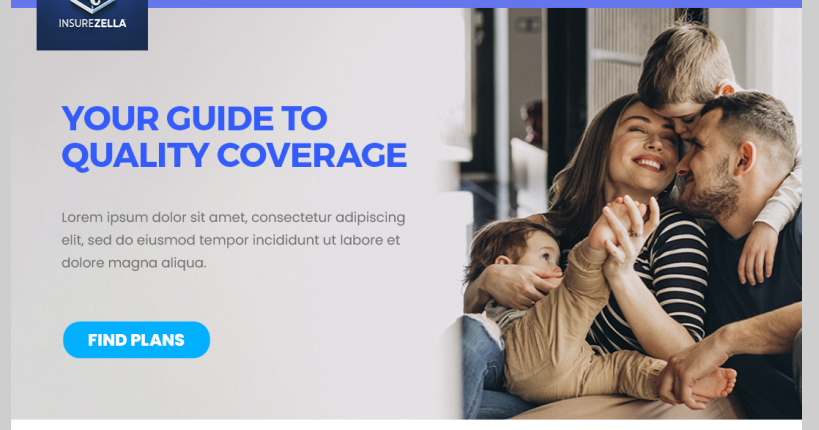 INSUREZELLA
YOUR GUIDE TO
QUALITY COVERAGE
Lorem ipsum dolor sit amet, consectetur adipiscing
elit, sed do eiusmod tempor incididunt ut labore et
dolore magna aliqua.
FIND PLANS